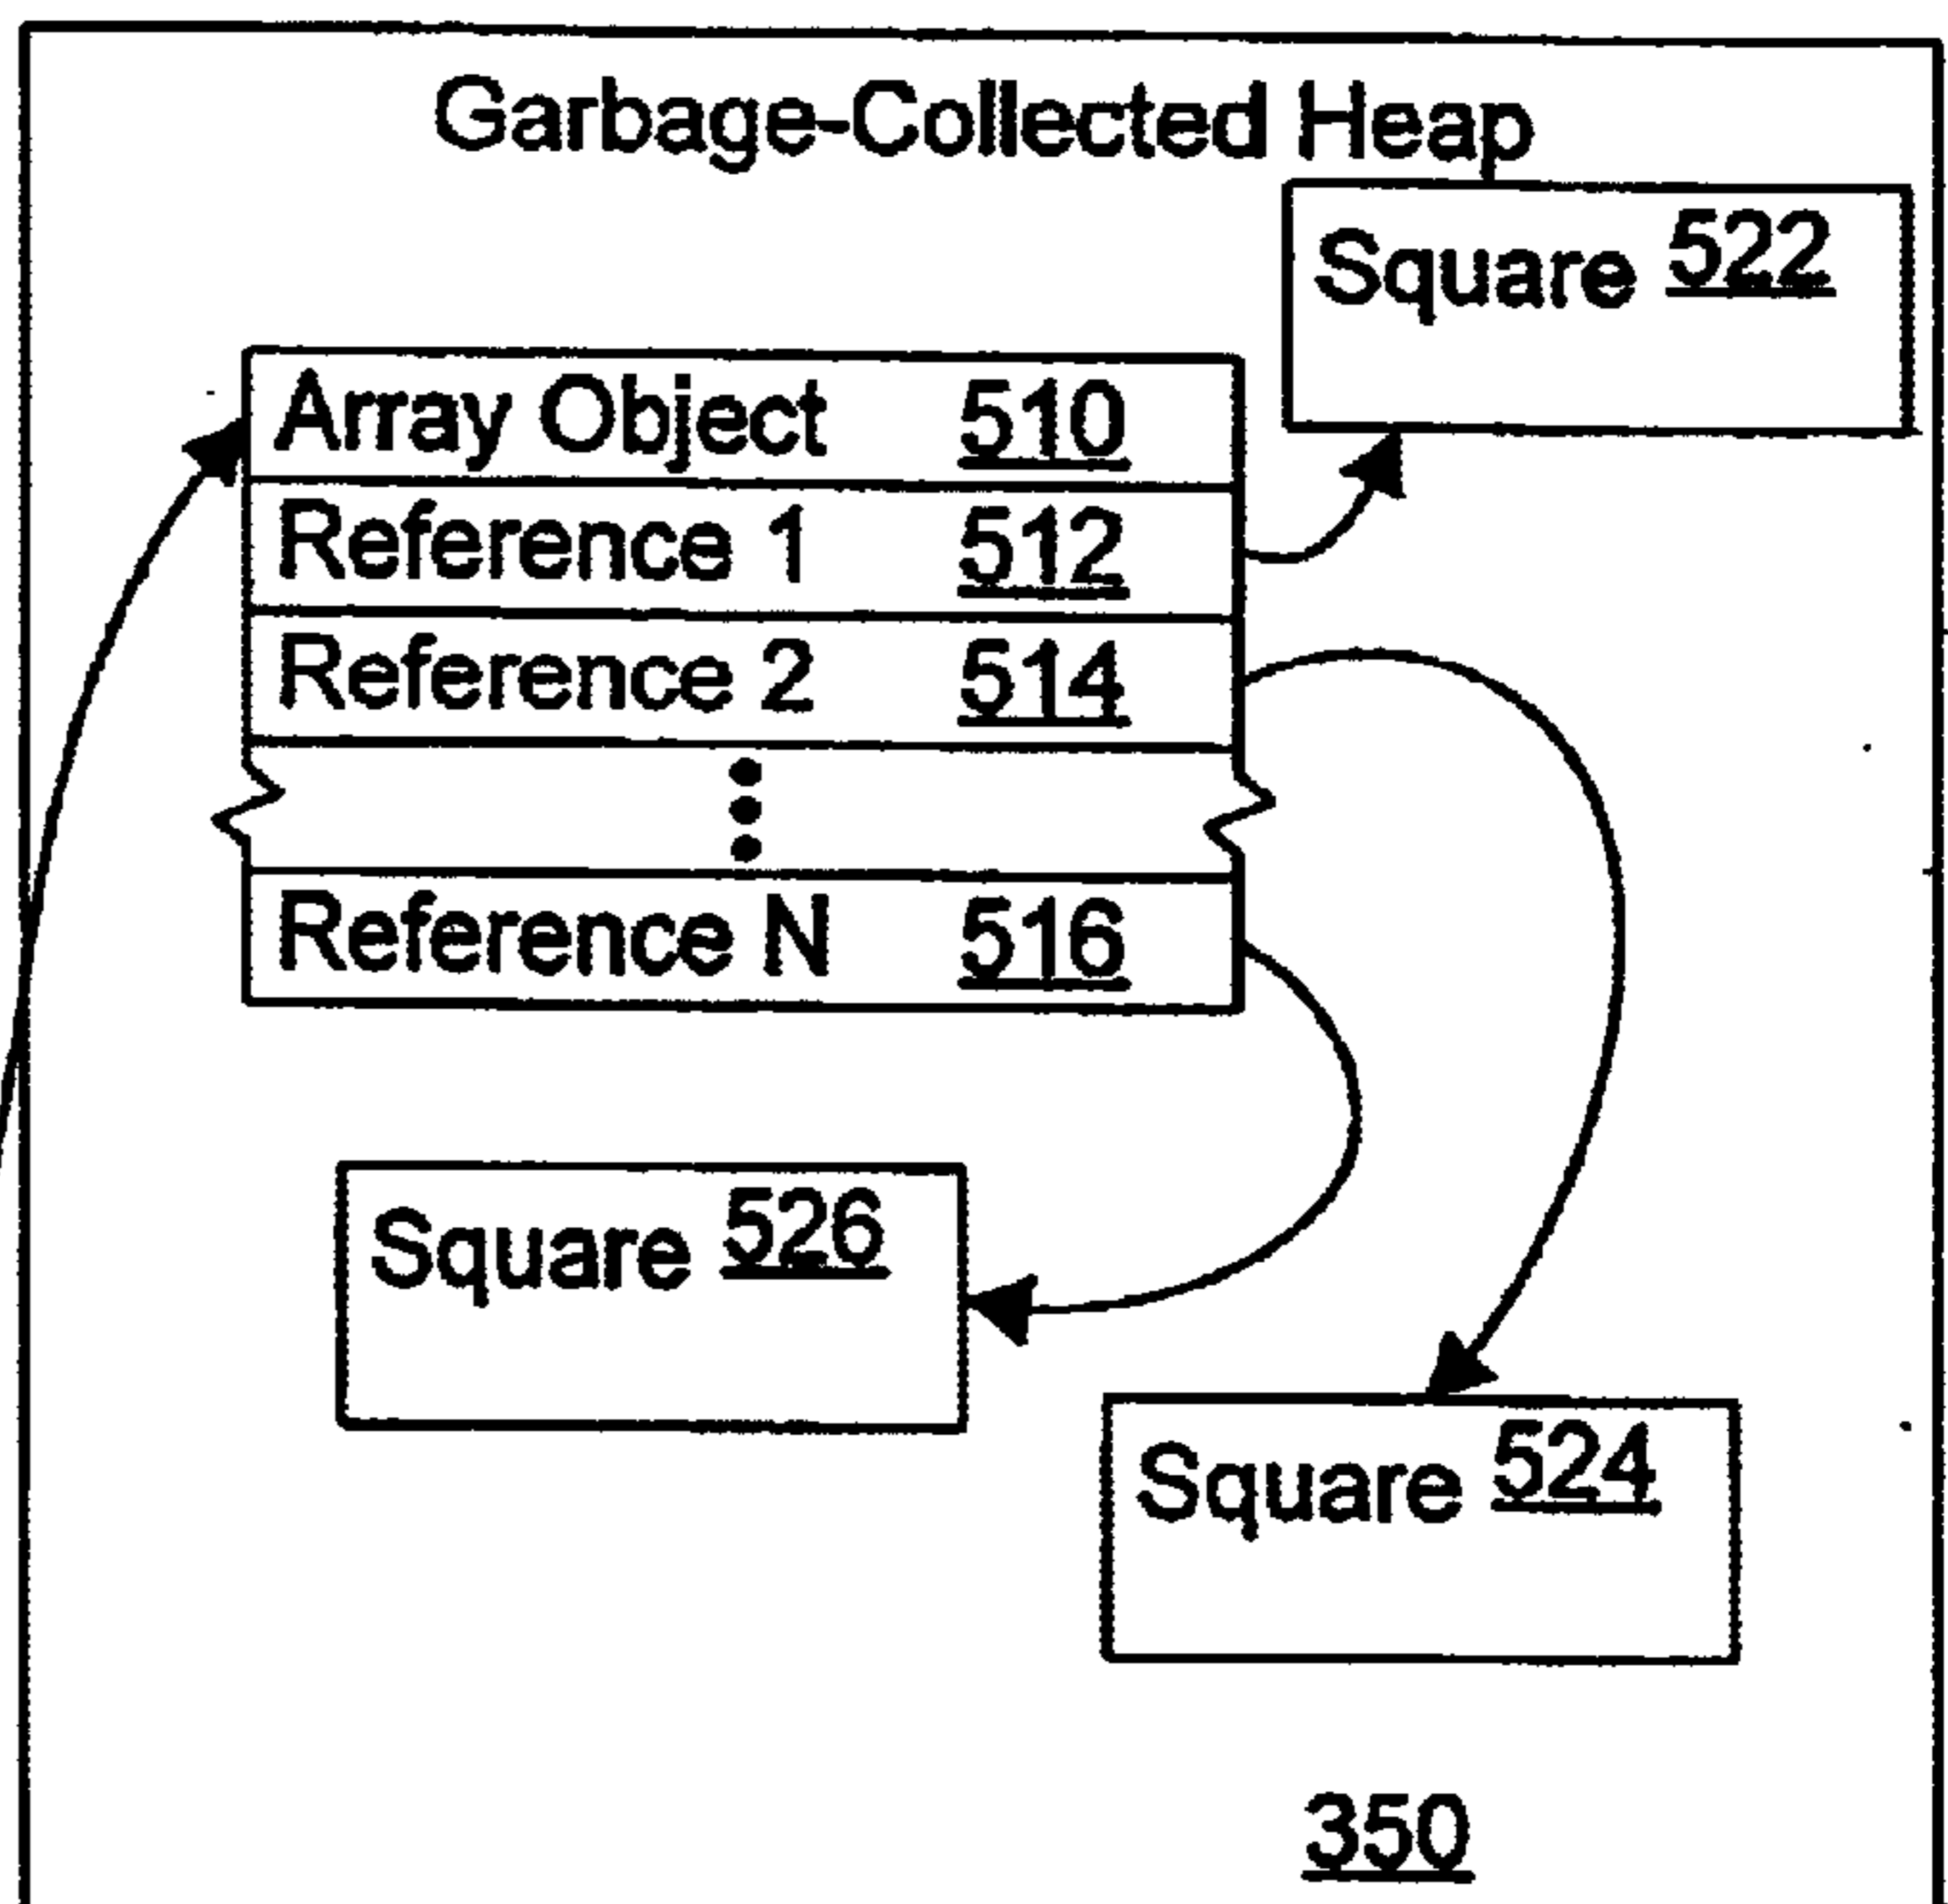 Garbage-Collected Heap
Square 522
Array Object 510
Reference 1 512
Reference 2 514
Reference N 516
Square 526
Square 524
350